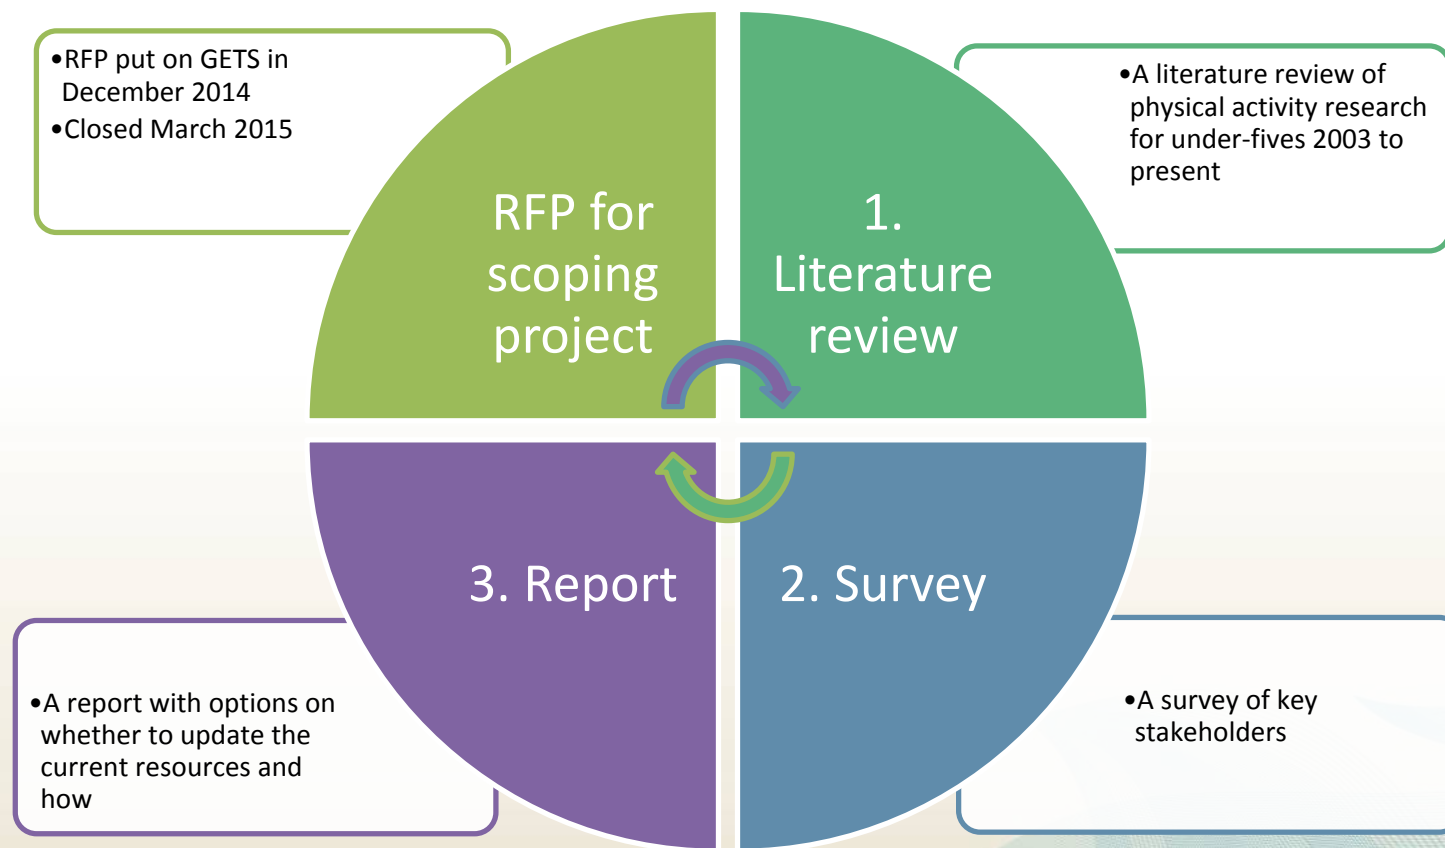 •RFP put on GETS in
December 2014
•Closed March 2015
RFP for
scoping
project
1.
Literature
review
•A literature review of
physical activity research
for under-fives 2003 to
present
3. Report
•A report with options on
whether to update the
current resources and
how
2. Survey
•A survey of key
stakeholders